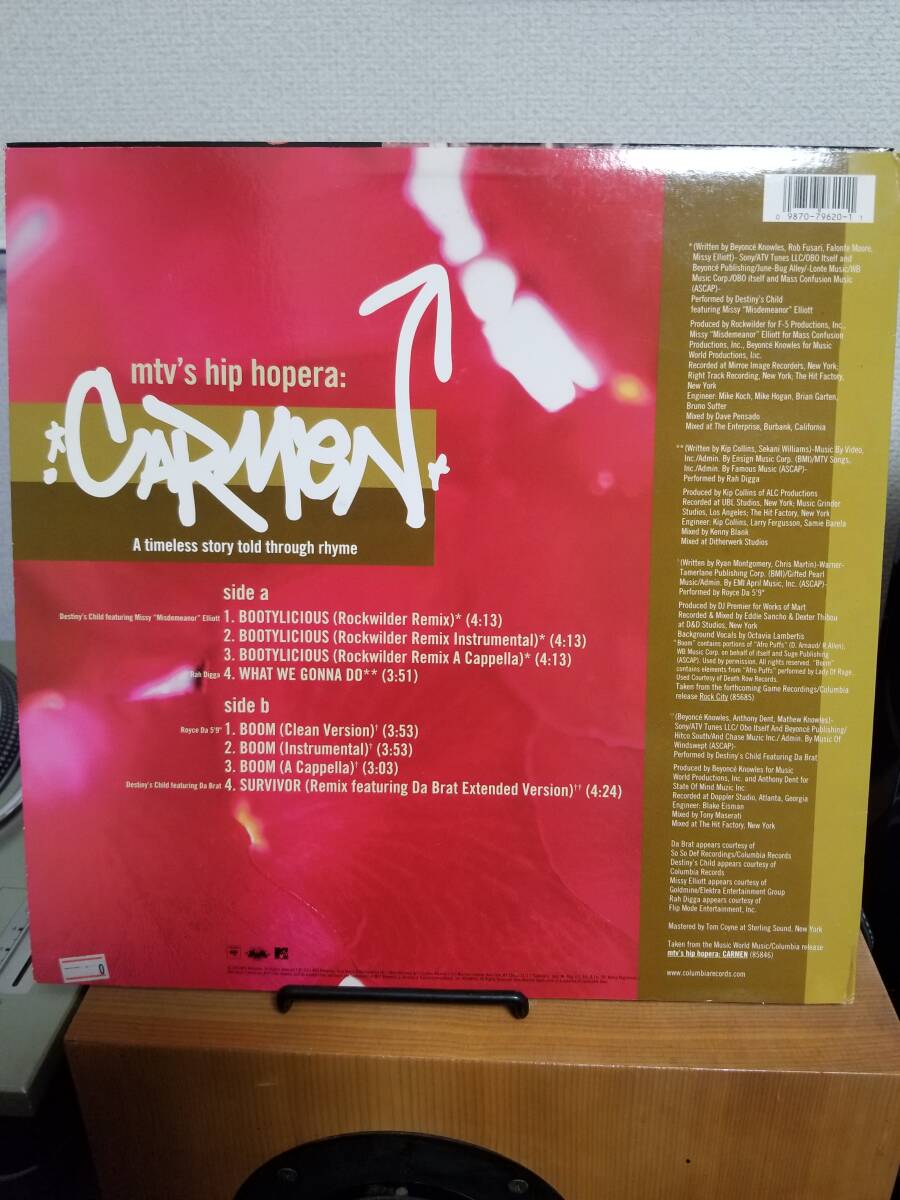 mtv's hip hopera:
CARMEN
A timeless story told through rhyme
side a
Destiny's Child featuring Missy "Misdemeanor" Elliott 1. BOOTYLICIOUS (Rockwilder Remix)* (4:13)
2. BOOTYLICIOUS (Rockwilder Remix Instrumental)* (4:13)
3. BOOTYLICIOUS (Rockwilder Remix A Cappella)* (4:13)
Rah Digga 4. WHAT WE GONNA DO** (3:51)
side b
Royce Da 5'9" 1. BOOM (Clean Version)† (3:53)
2. BOOM (Instrumental)† (3:53)
3. BOOM (A Cappella)† (3:03)
Destiny's Child featuring Da Brat 4. SURVIVOR (Remix featuring Da Brat Extended Version)†† (4:24)
0 9870-79620-1 1
*(Written by Beyoncé Knowles, Rob Fusari, Falonte Moore,
Missy Elliott)- Sony/ATV Tunes LLC/OBO Itself and
Beyoncé Publishing/June-Bug Alley/-Lonte Music/WB
Music Corp./OBO itself and Mass Confusion Music
(ASCAP)-
Performed by Destiny's Child
featuring Missy "Misdemeanor" Elliott
Produced by Rockwilder for F-5 Productions, Inc.,
Missy "Misdemeanor" Elliott for Mass Confusion
Productions, Inc., Beyoncé Knowles for Music
World Productions, Inc.
Recorded at Mirror Image Recorders, New York;
Right Track Recording, New York; The Hit Factory,
New York
Engineer: Mike Koch, Mike Hogan, Brian Garten,
Bruno Sutter
Mixed by Dave Pensado
Mixed at The Enterprise, Burbank, California
**(Written by Kip Collins, Sekani Williams)-Music By Video,
Inc./Admin. By Ensign Music Corp. (BMI)/MTV Songs,
Inc./Admin. By Famous Music (ASCAP)-
Performed by Rah Digga
Produced by Kip Collins of ALC Productions
Recorded at UBL Studios, New York; Music Grinder
Studios, Los Angeles; The Hit Factory, New York
Engineer: Kip Collins, Larry Fergusson, Samie Barela
Mixed by Kenny Blank
Mixed at Ditherwerk Studios
†(Written by Ryan Montgomery, Chris Martin)-Warner-
Tamerlane Publishing Corp. (BMI)/Gifted Pearl
Music/Admin. By EMI April Music, Inc. (ASCAP)-
Performed by Royce Da 5'9"
Produced by DJ Premier for Works of Mart
Recorded & Mixed by Eddie Sancho & Dexter Thibou
at D&D Studios, New York
Background Vocals by Octavia Lambertis
"Boom" contains portions of "Afro Puffs" (D. Arnaud/ R.Allen),
WB Music Corp. on behalf of itself and Suge Publishing
(ASCAP). Used by permission. All rights reserved. "Boom"
contains elements from "Afro Puffs" performed by Lady Of Rage.
Used Courtesy of Death Row Records.
Taken from the forthcoming Game Recordings/Columbia
release Rock City (85685)
††(Beyoncé Knowles, Anthony Dent, Mathew Knowles)-
Sony/ATV Tunes LLC/ Obo Itself And Beyoncé Publishing/
Hitco South/And Chase Muzic Inc./ Admin. By Music Of
Windswept (ASCAP)-
Performed by Destiny's Child Featuring Da Brat
Produced by Beyoncé Knowles for Music
World Productions, Inc. and Anthony Dent for
State Of Mind Muzic Inc.
Recorded at Doppler Studio, Atlanta, Georgia
Engineer: Blake Eisman
Mixed by Tony Maserati
Mixed at The Hit Factory, New York
Da Brat appears courtesy of
So So Def Recordings/Columbia Records
Destiny's Child appears courtesy of
Columbia Records
Missy Elliott appears courtesy of
Goldmine/Elektra Entertainment Group
Rah Digga appears courtesy of
Flip Mode Entertainment, Inc.
Mastered by Tom Coyne at Sterling Sound, New York
Taken from the Music World Music/Columbia release
mtv's hip hopera: CARMEN (85846)
www.columbiarecords.com
0